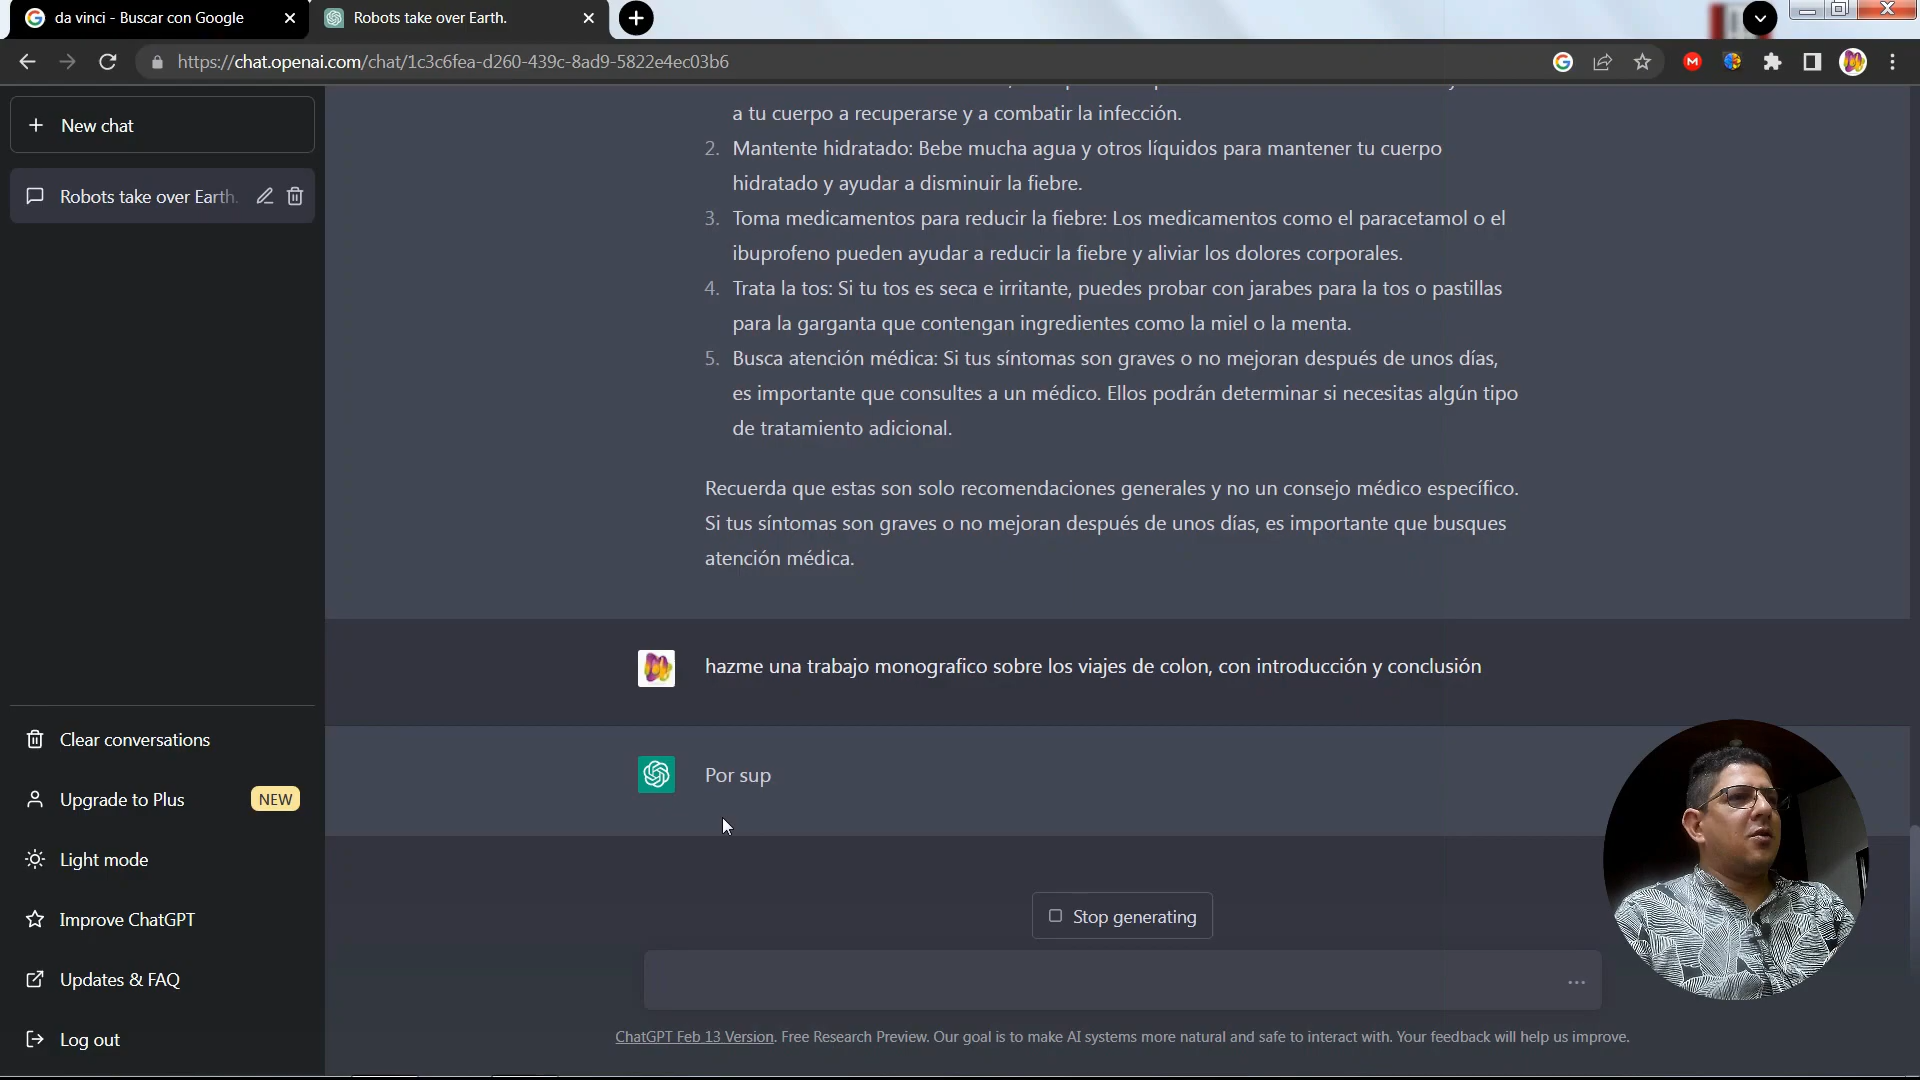 da vinci - Buscar con Google
Robots take over Earth.
https://chat.openai.com/chat/1c3c6fea-d260-439c-8ad9-5822e4ec03b6
New chat
Robots take over Earth.
a tu cuerpo a recuperarse y a combatir la infección.
2. Mantente hidratado: Bebe mucha agua y otros líquidos para mantener tu cuerpo
hidratado y ayudar a disminuir la fiebre.
3. Toma medicamentos para reducir la fiebre: Los medicamentos como el paracetamol o el
ibuprofeno pueden ayudar a reducir la fiebre y aliviar los dolores corporales.
4. Trata la tos: Si tu tos es seca e irritante, puedes probar con jarabes para la tos o pastillas
para la garganta que contengan ingredientes como la miel o la menta.
5. Busca atención médica: Si tus síntomas son graves o no mejoran después de unos días,
es importante que consultes a un médico. Ellos podrán determinar si necesitas algún tipo
de tratamiento adicional.
Recuerda que estas son solo recomendaciones generales y no un consejo médico específico.
Si tus síntomas son graves o no mejoran después de unos días, es importante que busques
atención médica.
hazme una trabajo monografico sobre los viajes de colon, con introducción y conclusión
Por sup
Clear conversations
Upgrade to Plus NEW
Light mode
Improve ChatGPT
Updates & FAQ
Log out
Stop generating
ChatGPT Feb 13 Version. Free Research Preview. Our goal is to make AI systems more natural and safe to interact with. Your feedback will help us improve.